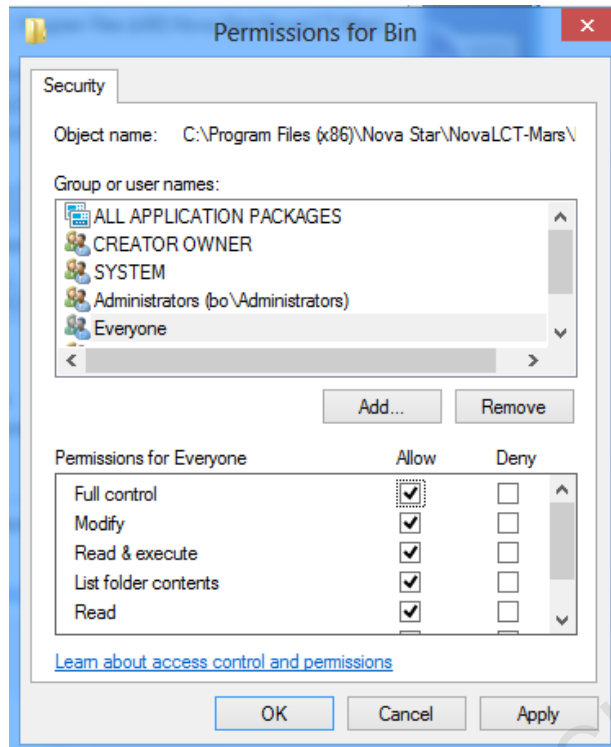 Permissions for Bin
Security
Object name: C:\Program Files (x86)\Nova Star\NovaLCT-Mars\
Group or user names:
ALL APPLICATION PACKAGES
CREATOR OWNER
SYSTEM
Administrators (bo\Administrators)
Everyone
Add... Remove
Permissions for Everyone Allow Deny
Full control
Modify
Read & execute
List folder contents
Read
Learn about access control and permissions
OK Cancel Apply